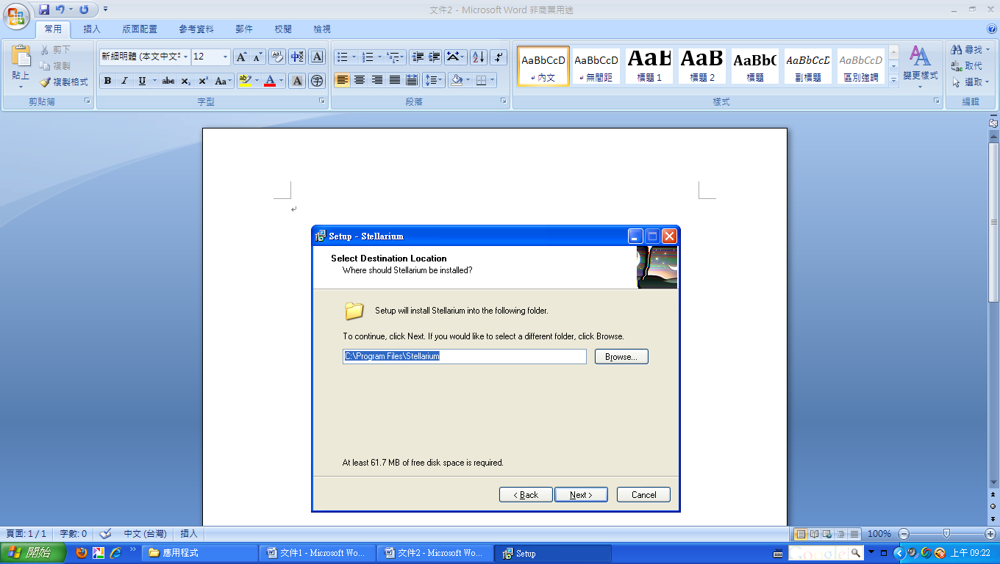 文件2 - Microsoft Word 非商業用途
常用 插入 版面配置 參考資料 郵件 校閱 檢視
貼上 剪下
複製
複製格式
剪貼簿
新細明體 (本文中文字 12
字型
段落
AaBbCcD AaBbCcD AaB AaB AaBbC AaBbCcD AaBbCcD
內文 無間距 標題 1 標題 2 標題 副標題 區別強調
變更樣式
樣式
尋找
取代
選取
編輯
Setup - Stellarium
Select Destination Location
Where should Stellarium be installed?
Setup will install Stellarium into the following folder.
To continue, click Next. If you would like to select a different folder, click Browse.
C:\Program Files\Stellarium Browse...
At least 61.7 MB of free disk space is required.
< Back Next > Cancel
頁面: 1 / 1 字數: 0 中文 (台灣) 插入 100%
開始 應用程式 文件1 - Microsoft Wo... 文件2 - Microsoft Wo... Setup Google 上午 09:22